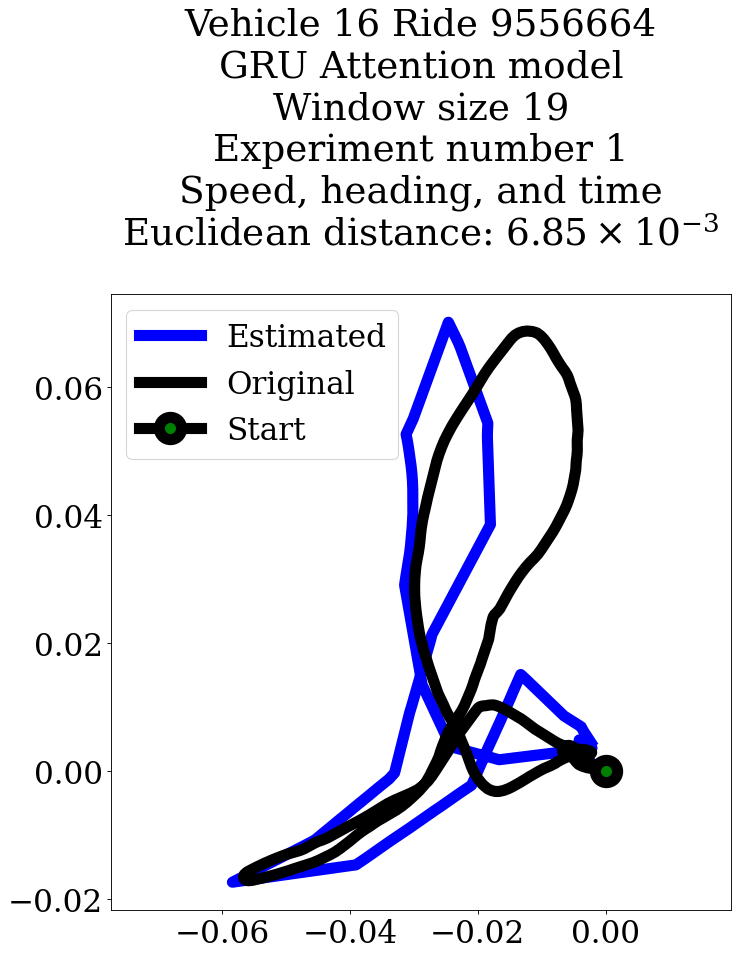 Vehicle 16 Ride 9556664
GRU Attention model
Window size 19
Experiment number 1
Speed, heading, and time
Euclidean distance: 6.85 × 10⁻³
Estimated
Original
Start
0.06
0.04
0.02
0.00
−0.02
−0.06 −0.04 −0.02 0.00